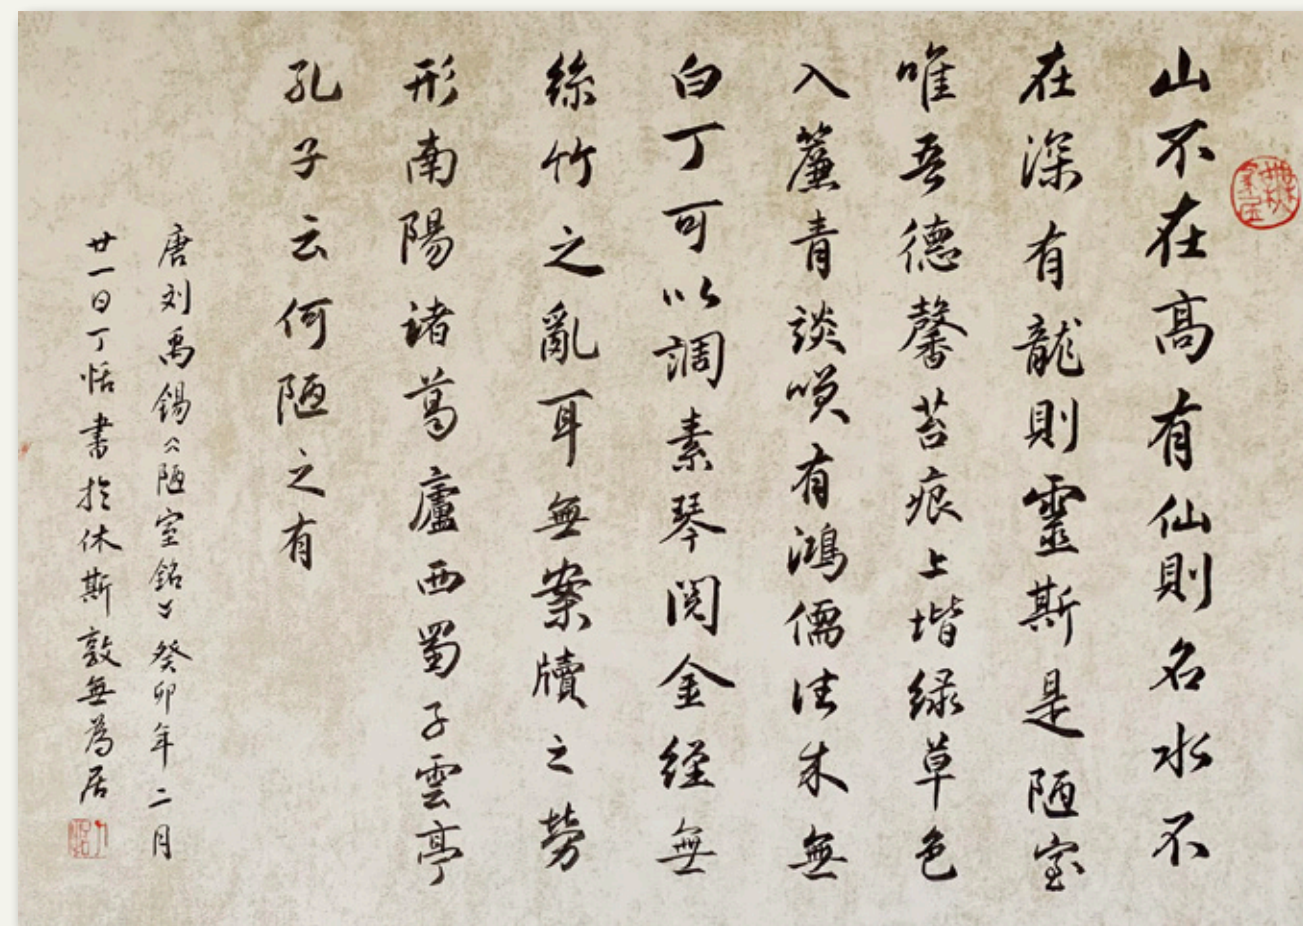 山不在高有仙則名水不
在深有龍則靈斯是陋室
唯吾德馨苔痕上堦綠草色
入簾青談咲有鴻儒往来無
白丁可以調素琴閱金經無
絲竹之亂耳無案牘之勞
形南陽諸葛廬西蜀子雲亭
孔子云何陋之有
唐刘禹錫《陋室銘》癸卯年二月
廿一日丁恬書於休斯敦無為居